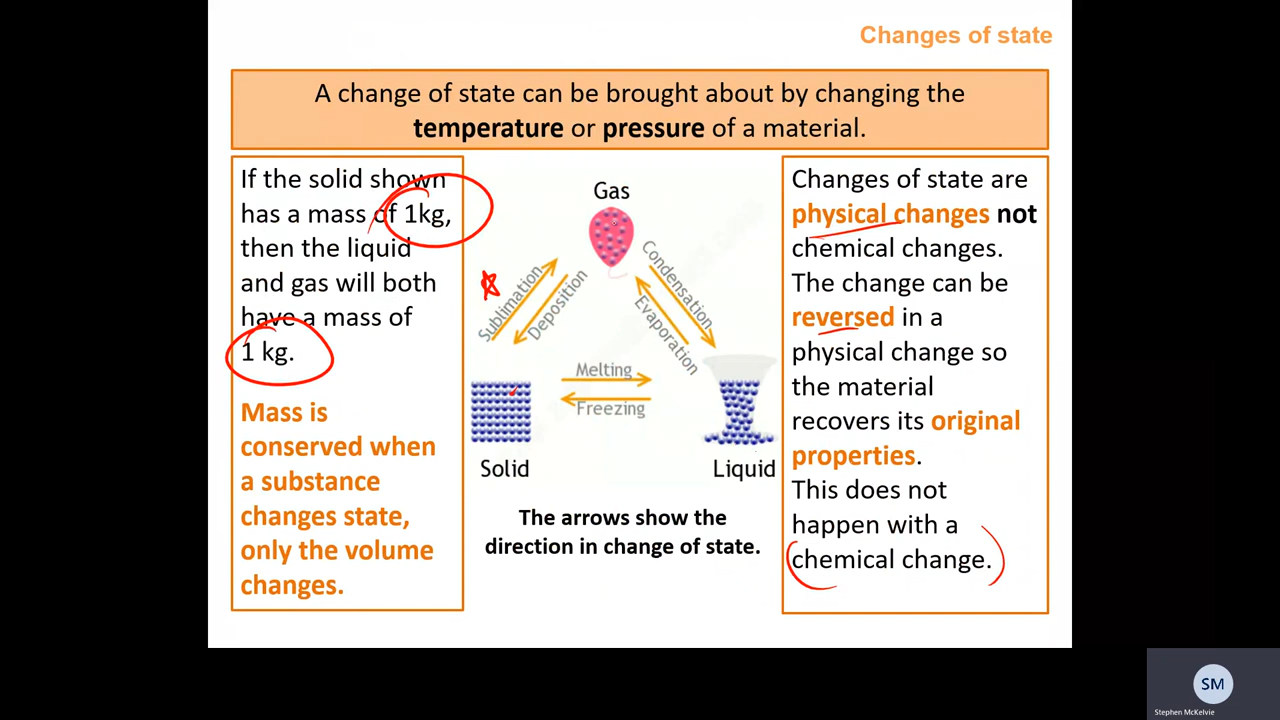 Changes of state
A change of state can be brought about by changing the
temperature or pressure of a material.
If the solid shown
has a mass of 1kg,
then the liquid
and gas will both
have a mass of
1 kg.
Mass is
conserved when
a substance
changes state,
only the volume
changes.
Gas
Sublimation
Deposition
Condensation
Evaporation
Melting
Freezing
Solid
Liquid
The arrows show the
direction in change of state.
Changes of state are
physical changes not
chemical changes.
The change can be
reversed in a
physical change so
the material
recovers its original
properties.
This does not
happen with a
chemical change.
SM
Stephen McKelvie